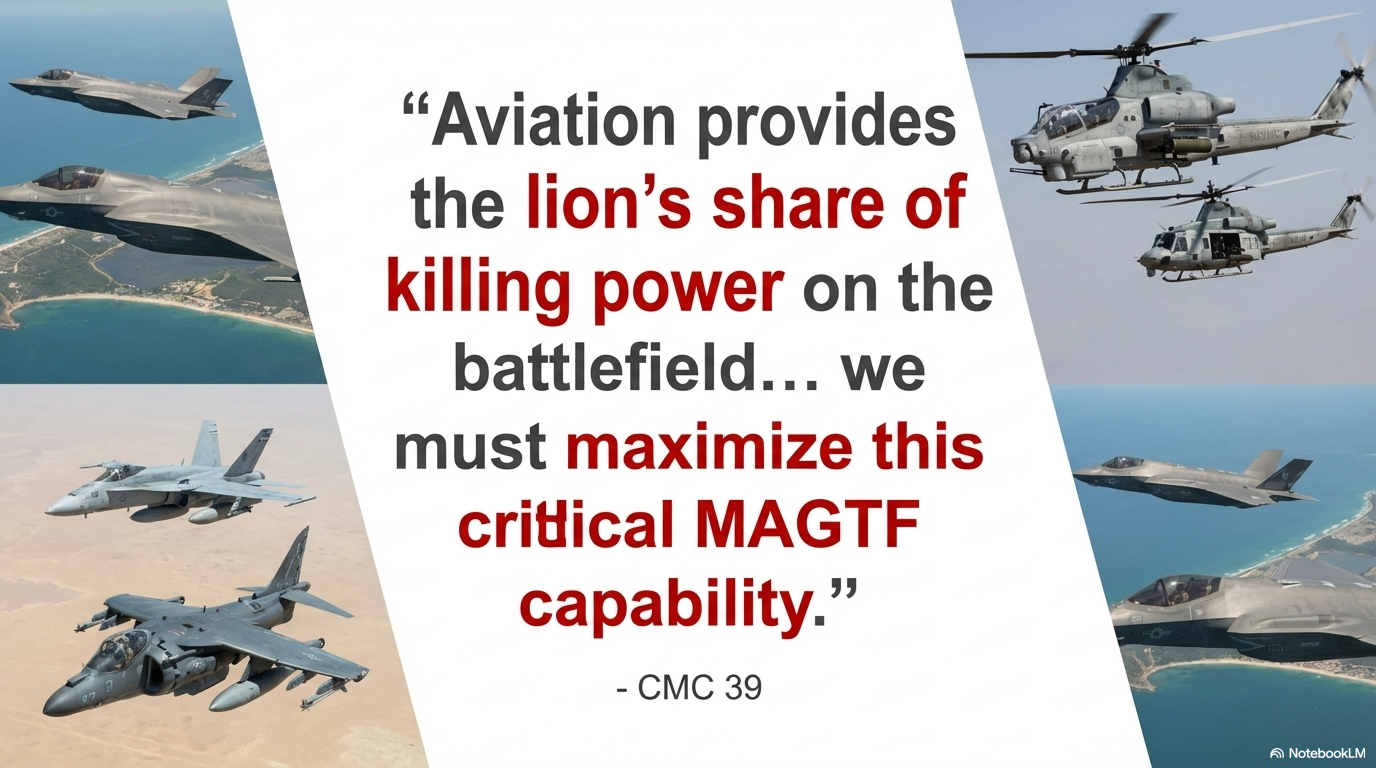 “Aviation provides
the lion’s share of
killing power on the
battlefield… we
must maximize this
crittical MAGTF
capability.”
- CMC 39
NotebookLM